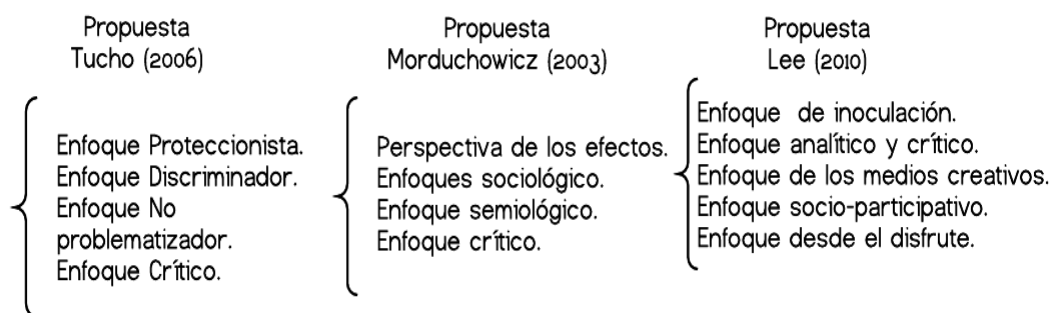 Propuesta
Tucho (2006)
Enfoque Proteccionista.
Enfoque Discriminador.
Enfoque No
problematizador.
Enfoque Crítico.
Propuesta
Morduchowicz (2003)
Perspectiva de los efectos.
Enfoques sociológico.
Enfoque semiológico.
Enfoque crítico.
Propuesta
Lee (2010)
Enfoque de inoculación.
Enfoque analítico y crítico.
Enfoque de los medios creativos.
Enfoque socio-participativo.
Enfoque desde el disfrute.